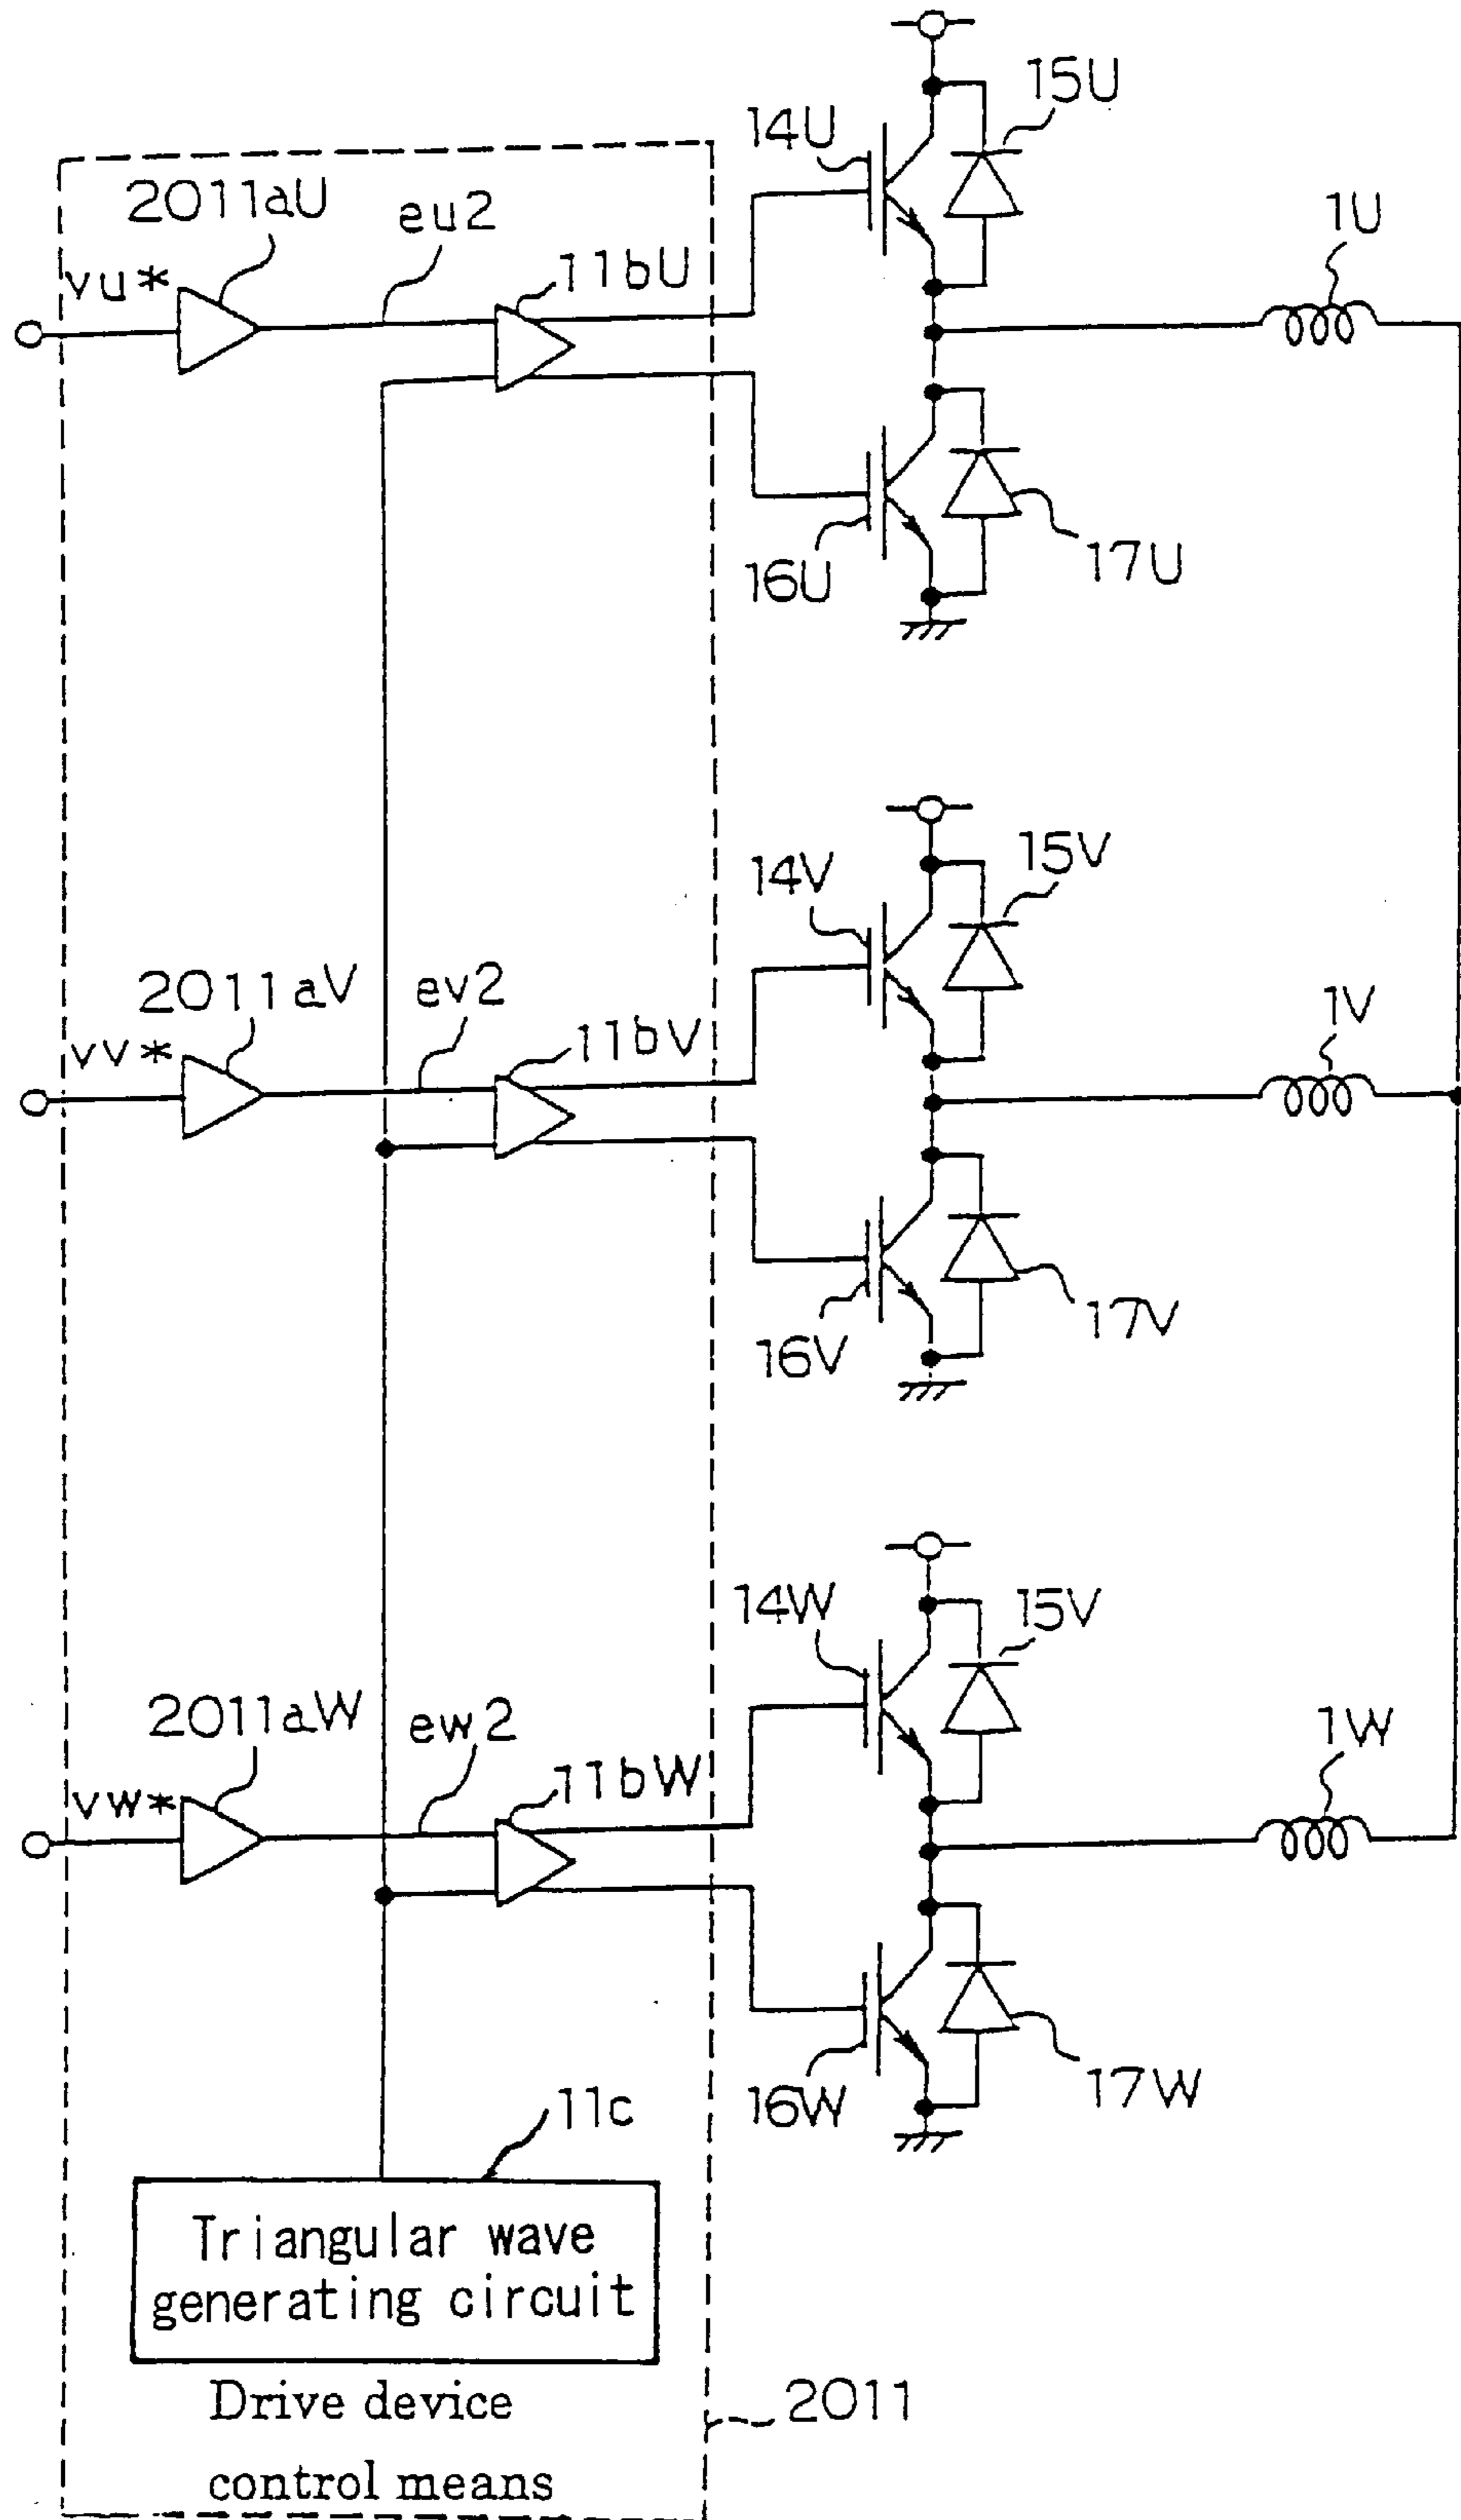 15U
14U
2011aU
eu2
1U
vu*
11bU
16U
17U
15V
14V
2011aV
ev2
1V
vv*
11bV
17V
16V
14W
15V
2011aW
ew2
1W
vw*
11bW
16W
17W
11c
Triangular wave
generating circuit
Drive device
2011
control means